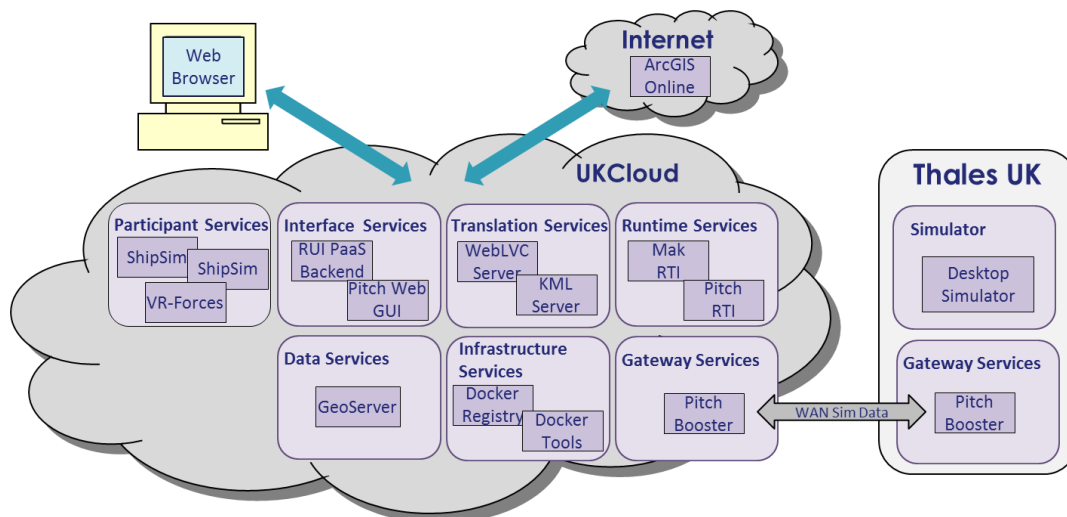 Web
Browser
Internet
ArcGIS
Online
UKCloud
Participant Services
ShipSim
ShipSim
VR-Forces
Interface Services
RUI PaaS
Backend
Pitch Web
GUI
Translation Services
WebLVC
Server
KML
Server
Runtime Services
Mak
RTI
Pitch
RTI
Data Services
GeoServer
Infrastructure
Services
Docker
Registry
Docker
Tools
Gateway Services
Pitch
Booster
WAN Sim Data
Thales UK
Simulator
Desktop
Simulator
Gateway Services
Pitch
Booster